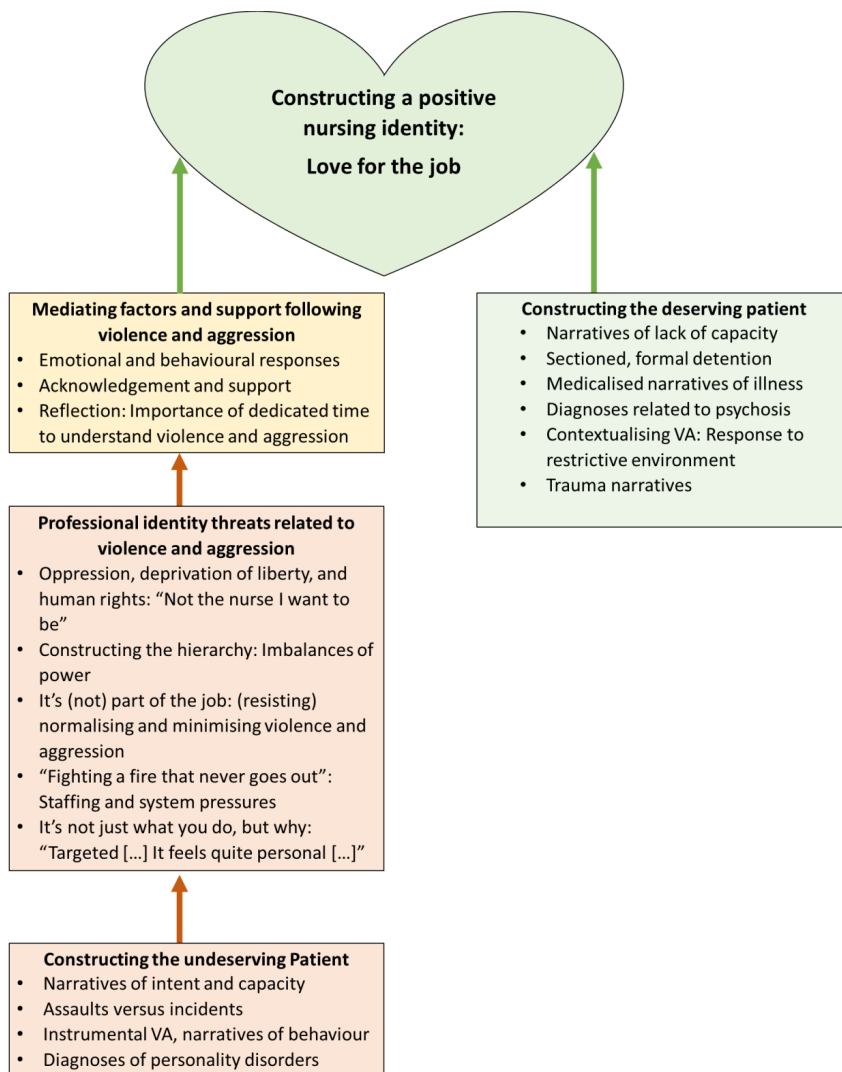 Constructing a positive
nursing identity:
Love for the job
Mediating factors and support following
violence and aggression
• Emotional and behavioural responses
• Acknowledgement and support
• Reflection: Importance of dedicated time
to understand violence and aggression
Constructing the deserving patient
• Narratives of lack of capacity
• Sectioned, formal detention
• Medicalised narratives of illness
• Diagnoses related to psychosis
• Contextualising VA: Response to
restrictive environment
• Trauma narratives
Professional identity threats related to
violence and aggression
• Oppression, deprivation of liberty, and
human rights: “Not the nurse I want to
be”
• Constructing the hierarchy: Imbalances of
power
• It’s (not) part of the job: (resisting)
normalising and minimising violence and
aggression
• “Fighting a fire that never goes out”:
Staffing and system pressures
• It’s not just what you do, but why:
“Targeted [...] It feels quite personal [...]”
Constructing the undeserving Patient
• Narratives of intent and capacity
• Assaults versus incidents
• Instrumental VA, narratives of behaviour
• Diagnoses of personality disorders